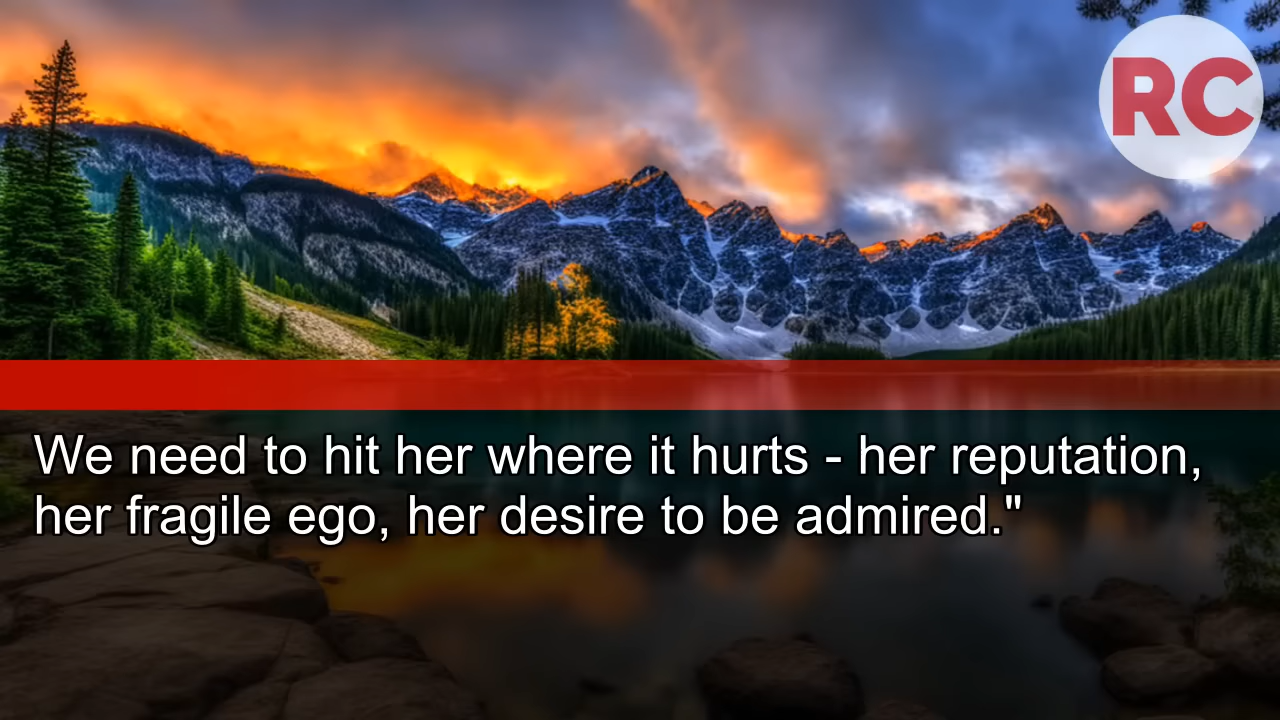 RC
We need to hit her where it hurts - her reputation,
her fragile ego, her desire to be admired."